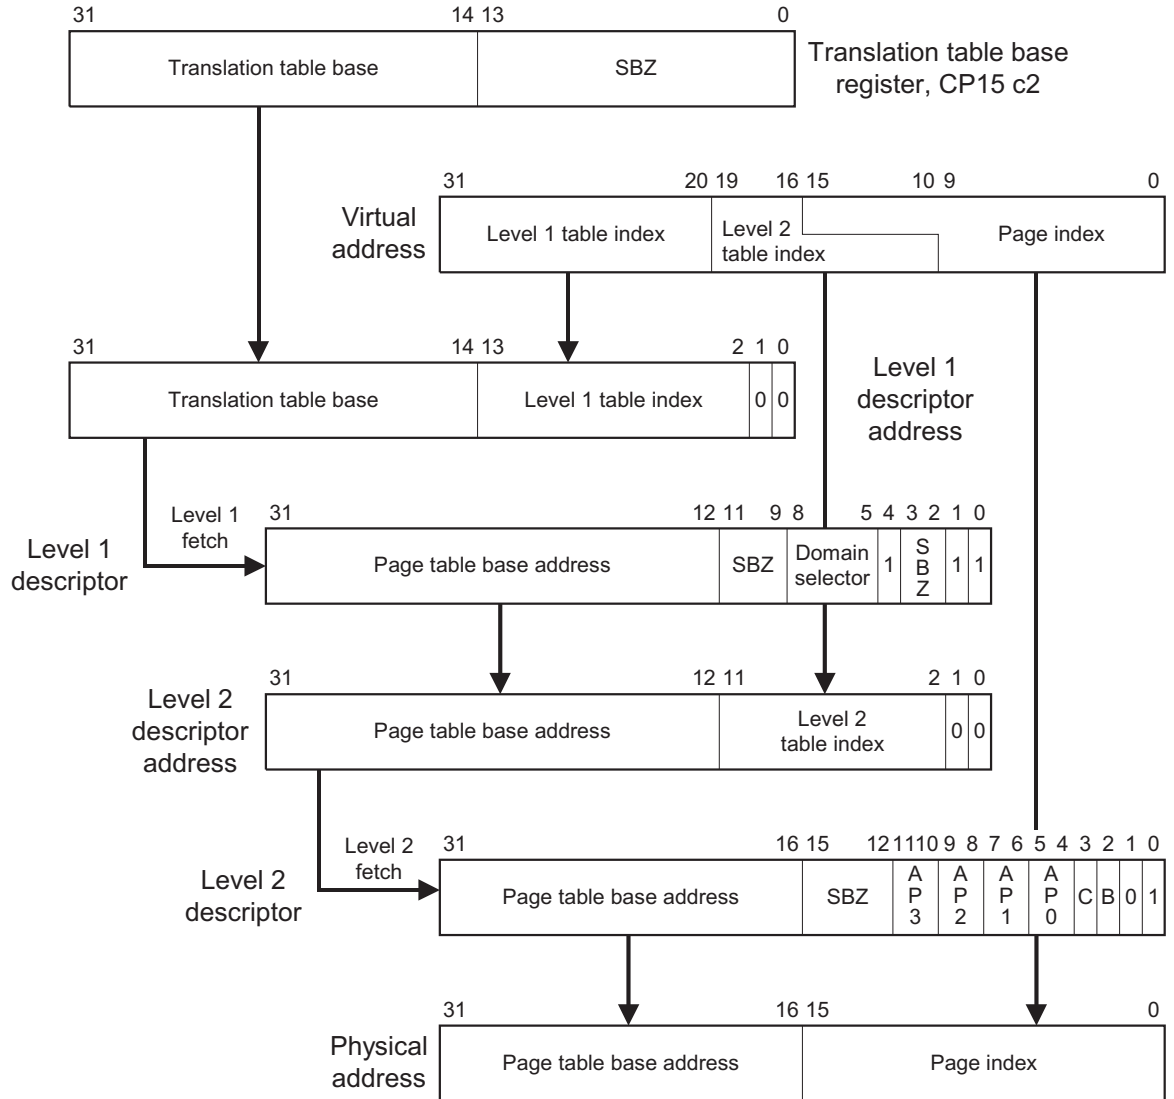 31 14 13 0
Translation table base SBZ
Translation table base
register, CP15 c2
31 20 19 16 15 10 9 0
Virtual
address
Level 1 table index
Level 2
table index
Page index
31 14 13 2 1 0
Translation table base Level 1 table index 0 0
Level 1
descriptor
address
Level 1
fetch
31 12 11 9 8 5 4 3 2 1 0
Level 1
descriptor
Page table base address SBZ Domain
selector 1 SBZ 1 1
31 12 11 2 1 0
Level 2
descriptor
address
Page table base address Level 2
table index 0 0
Level 2
fetch
31 16 15 12 11 10 9 8 7 6 5 4 3 2 1 0
Level 2
descriptor
Page table base address SBZ AP3 AP2 AP1 AP0 C B 0 1
31 16 15 0
Physical
address
Page table base address Page index